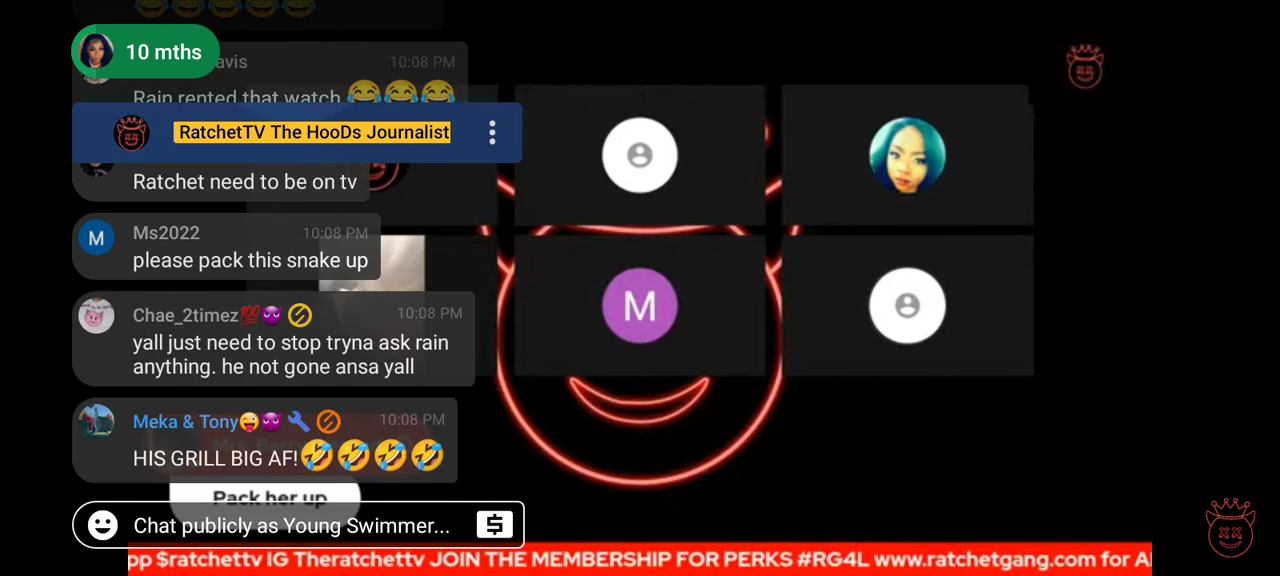 10 mths
avis
10:08 PM
Rain rented that watch 😂😂😂
RatchetTV The HooDs Journalist
Ratchet need to be on tv
M
Ms2022
10:08 PM
please pack this snake up
Chae_2timez💯😈
10:08 PM
yall just need to stop tryna ask rain
anything. he not gone ansa yall
Meka & Tony😜😈🔧
10:08 PM
HIS GRILL BIG AF!🤣🤣🤣🤣
Pack her up
Chat publicly as Young Swimmer...
M
pp $ratchettv IG Theratchettv JOIN THE MEMBERSHIP FOR PERKS #RG4L www.ratchetgang.com for